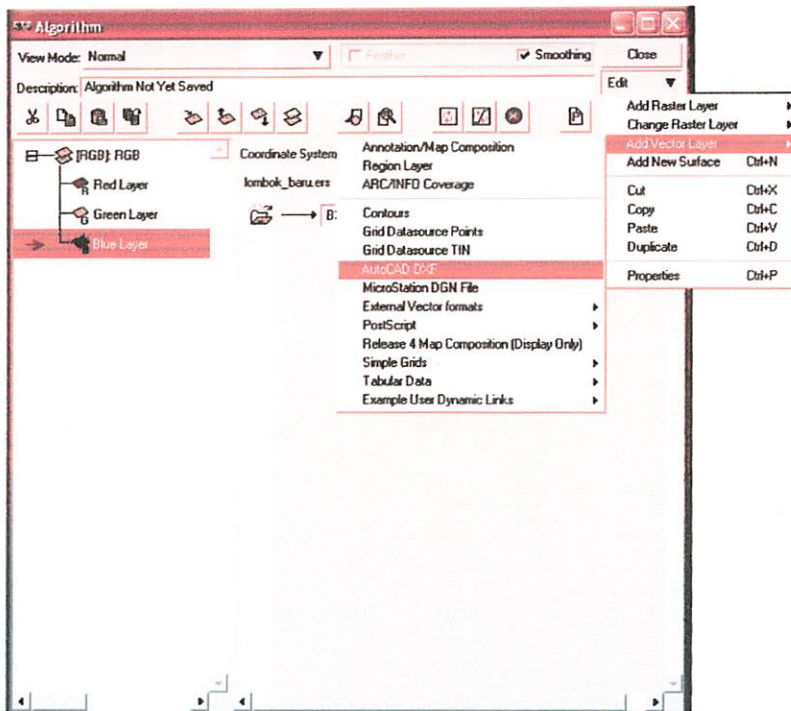 Algorithm
View Mode: Normal
Feather
Smoothing
Close
Description: Algorithm Not Yet Saved
Edit
[RGB]: RGB
Red Layer
Green Layer
Blue Layer
Coordinate System
lombok_baru.ers
Annotation/Map Composition
Region Layer
ARC/INFO Coverage
Contours
Grid Datasource Points
Grid Datasource TIN
AutoCAD DXF
MicroStation DGN File
External Vector formats
PostScript
Release 4 Map Composition (Display Only)
Simple Grids
Tabular Data
Example User Dynamic Links
Add Raster Layer
Change Raster Layer
Add Vector Layer
Add New Surface Ctrl+N
Cut Ctrl+X
Copy Ctrl+C
Paste Ctrl+V
Duplicate Ctrl+D
Properties Ctrl+P